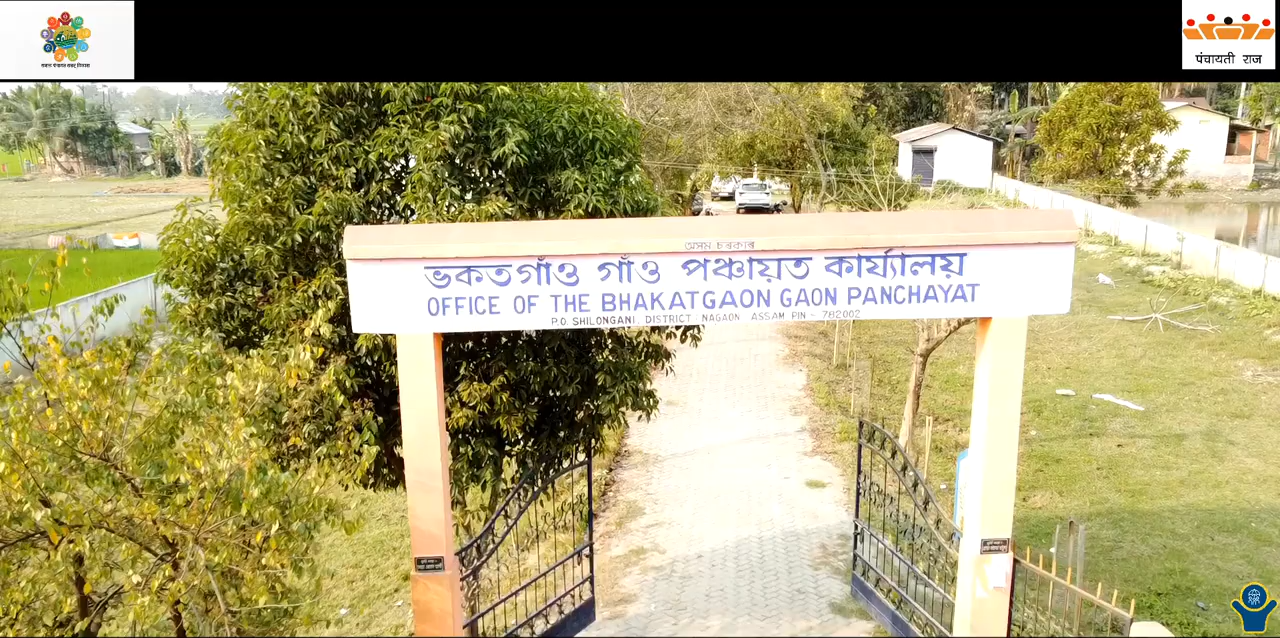 पंचायती राज
অসম চৰকাৰ
ভকতগাঁও গাঁও পঞ্চায়ত কাৰ্য্যালয়
OFFICE OF THE BHAKATGAON GAON PANCHAYAT
P.O. SHILONGANI, DISTRICT : NAGAON, ASSAM PIN - 782002